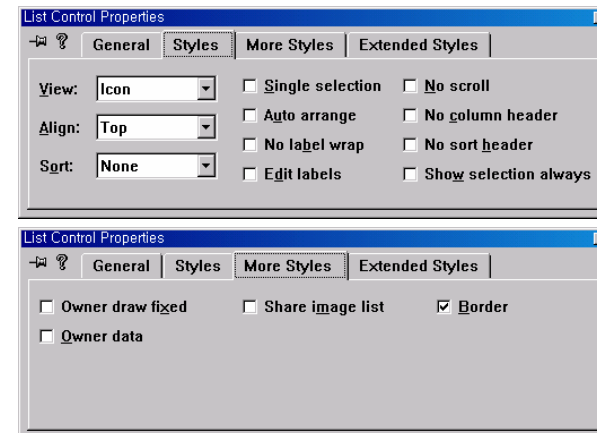 List Control Properties
General Styles More Styles Extended Styles
View: Icon Single selection No scroll
Align: Top Auto arrange No column header
No label wrap No sort header
Sort: None Edit labels Show selection always
List Control Properties
General Styles More Styles Extended Styles
Owner draw fixed Share image list Border
Owner data